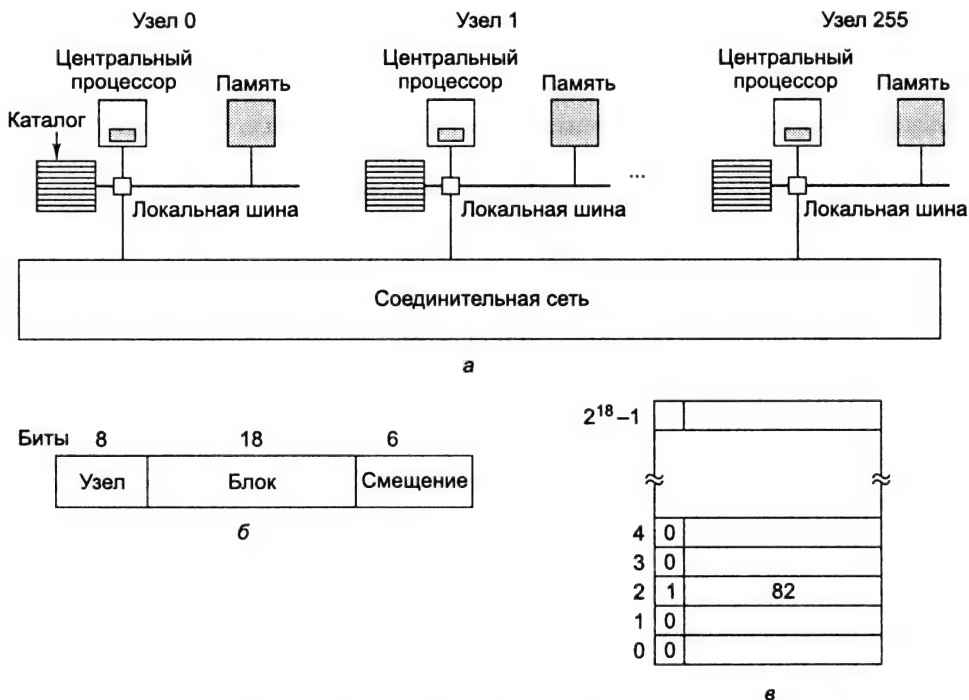 Узел 0 Узел 1 Узел 255
Центральный процессор Память Центральный процессор Память Центральный процессор Память
Каталог
Локальная шина ... Локальная шина Локальная шина
Соединительная сеть
а
Биты 8 18 6
Узел Блок Смещение
б
2^18–1
4 0
3 0
2 1 82
1 0
0 0
в